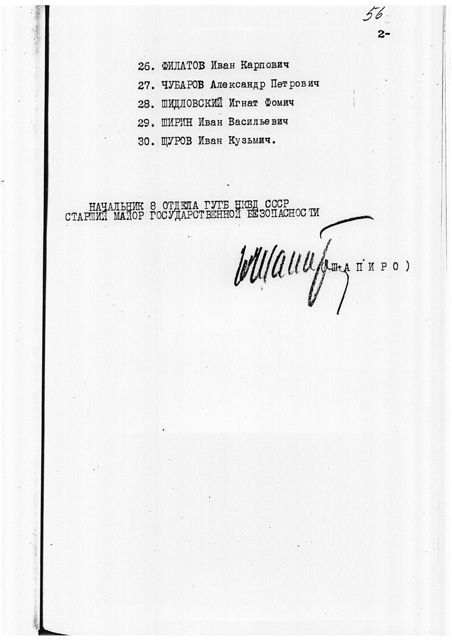 56
2-
26. ФИЛАТОВ Иван Карпович
27. ЧУБАРОВ Александр Петрович
28. ШИДЛОВСКИЙ Игнат Фомич
29. ШИРИН Иван Васильевич
30. ЩУРОВ Иван Кузьмич.
НАЧАЛЬНИК 8 ОТДЕЛА ГУГБ НКВД СССР
СТАРШИЙ МАЙОР ГОСУДАРСТВЕННОЙ БЕЗОПАСНОСТИ
(Ш А П И Р О)